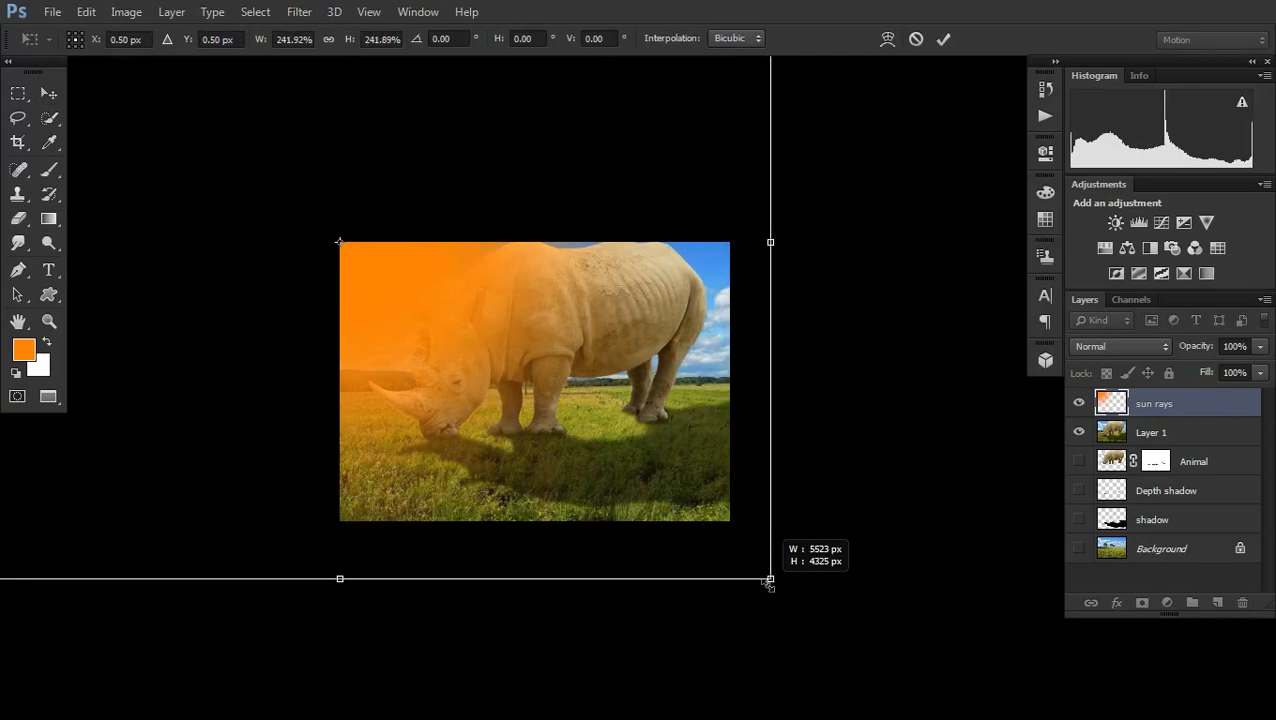 Ps File Edit Image Layer Type Select Filter 3D View Window Help
X: 0.50 px Y: 0.50 px W: 241.92% H: 241.89% 0.00 ° H: 0.00 ° V: 0.00 ° Interpolation: Bicubic Motion
Histogram Info
Adjustments
Add an adjustment
Layers Channels
Kind
Normal Opacity: 100%
Lock: Fill: 100%
sun rays
Layer 1
Animal
Depth shadow
shadow
Background
W : 5523 px
H : 4325 px